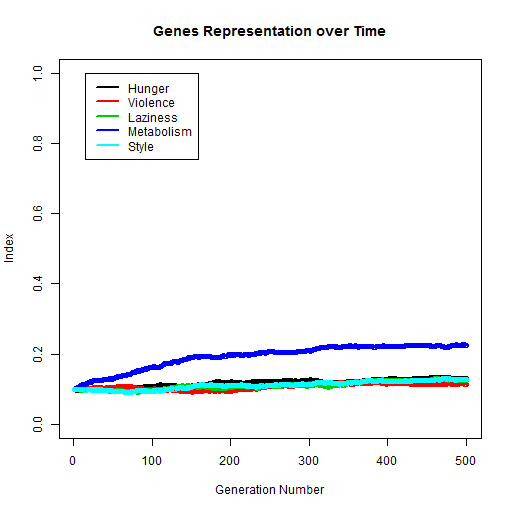 Genes Representation over Time
Index
1.0
0.8
0.6
0.4
0.2
0.0
Hunger
Violence
Laziness
Metabolism
Style
0 100 200 300 400 500
Generation Number